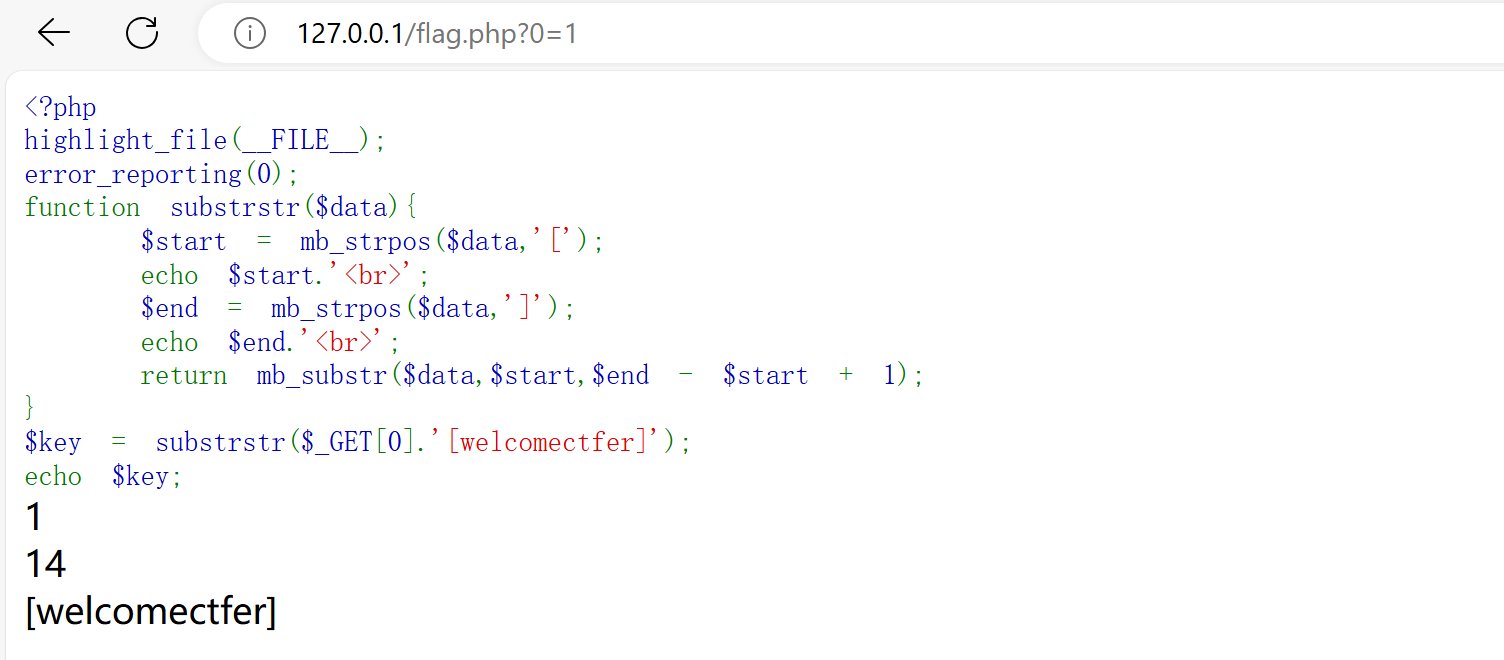 127.0.0.1/flag.php?0=1
<?php
highlight_file(__FILE__);
error_reporting(0);
function substrstr($data){
        $start = mb_strpos($data,'[');
        echo $start.'<br>';
        $end = mb_strpos($data,']');
        echo $end.'<br>';
        return mb_substr($data,$start,$end - $start + 1);
}
$key = substrstr($_GET[0].'[welcomectfer]');
echo $key;
1
14
[welcomectfer]